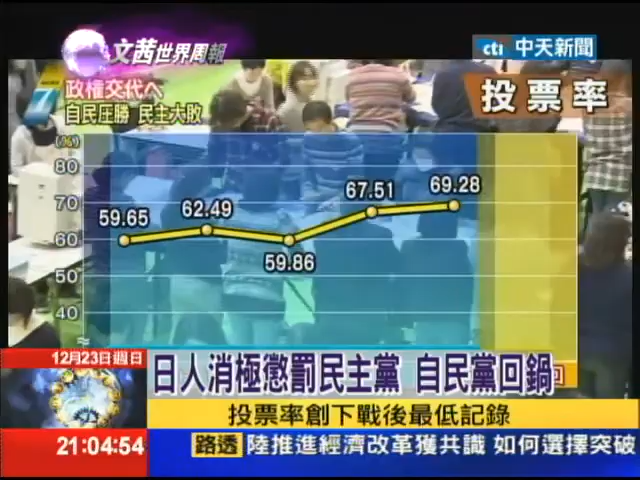 文茜世界周報
cti 中天新聞
政権交代へ
自民圧勝 民主大敗
投票率
(%)
80
70
60
50
40
59.65
62.49
59.86
67.51
69.28
12月23日週日
日人消極懲罰民主黨 自民黨回鍋
投票率創下戰後最低記錄
21:04:54
路透 陸推進經濟改革獲共識 如何選擇突破